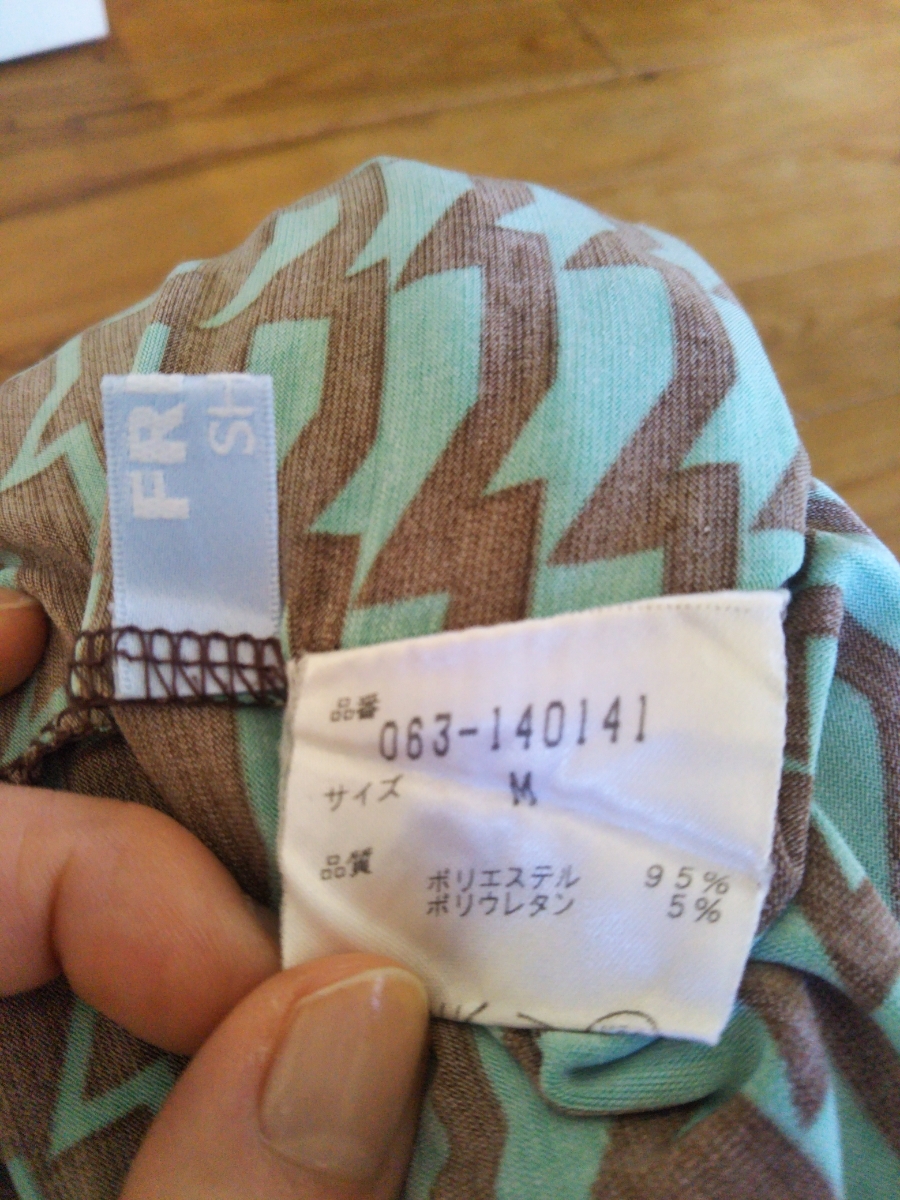 FR
SH
品番
063-140141
サイズ M
品質
ポリエステル 95%
ポリウレタン 5%